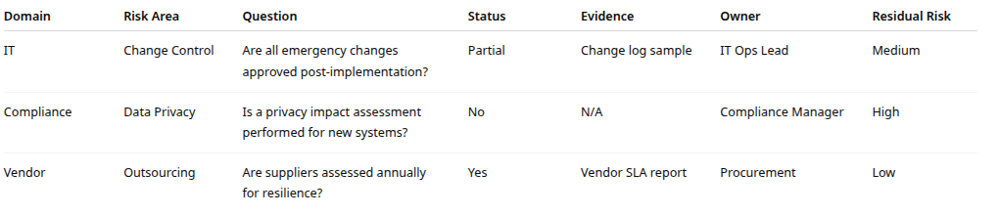 Domain Risk Area Question Status Evidence Owner Residual Risk
IT Change Control Are all emergency changes Partial Change log sample IT Ops Lead Medium
approved post-implementation?
Compliance Data Privacy Is a privacy impact assessment No N/A Compliance Manager High
performed for new systems?
Vendor Outsourcing Are suppliers assessed annually Yes Vendor SLA report Procurement Low
for resilience?